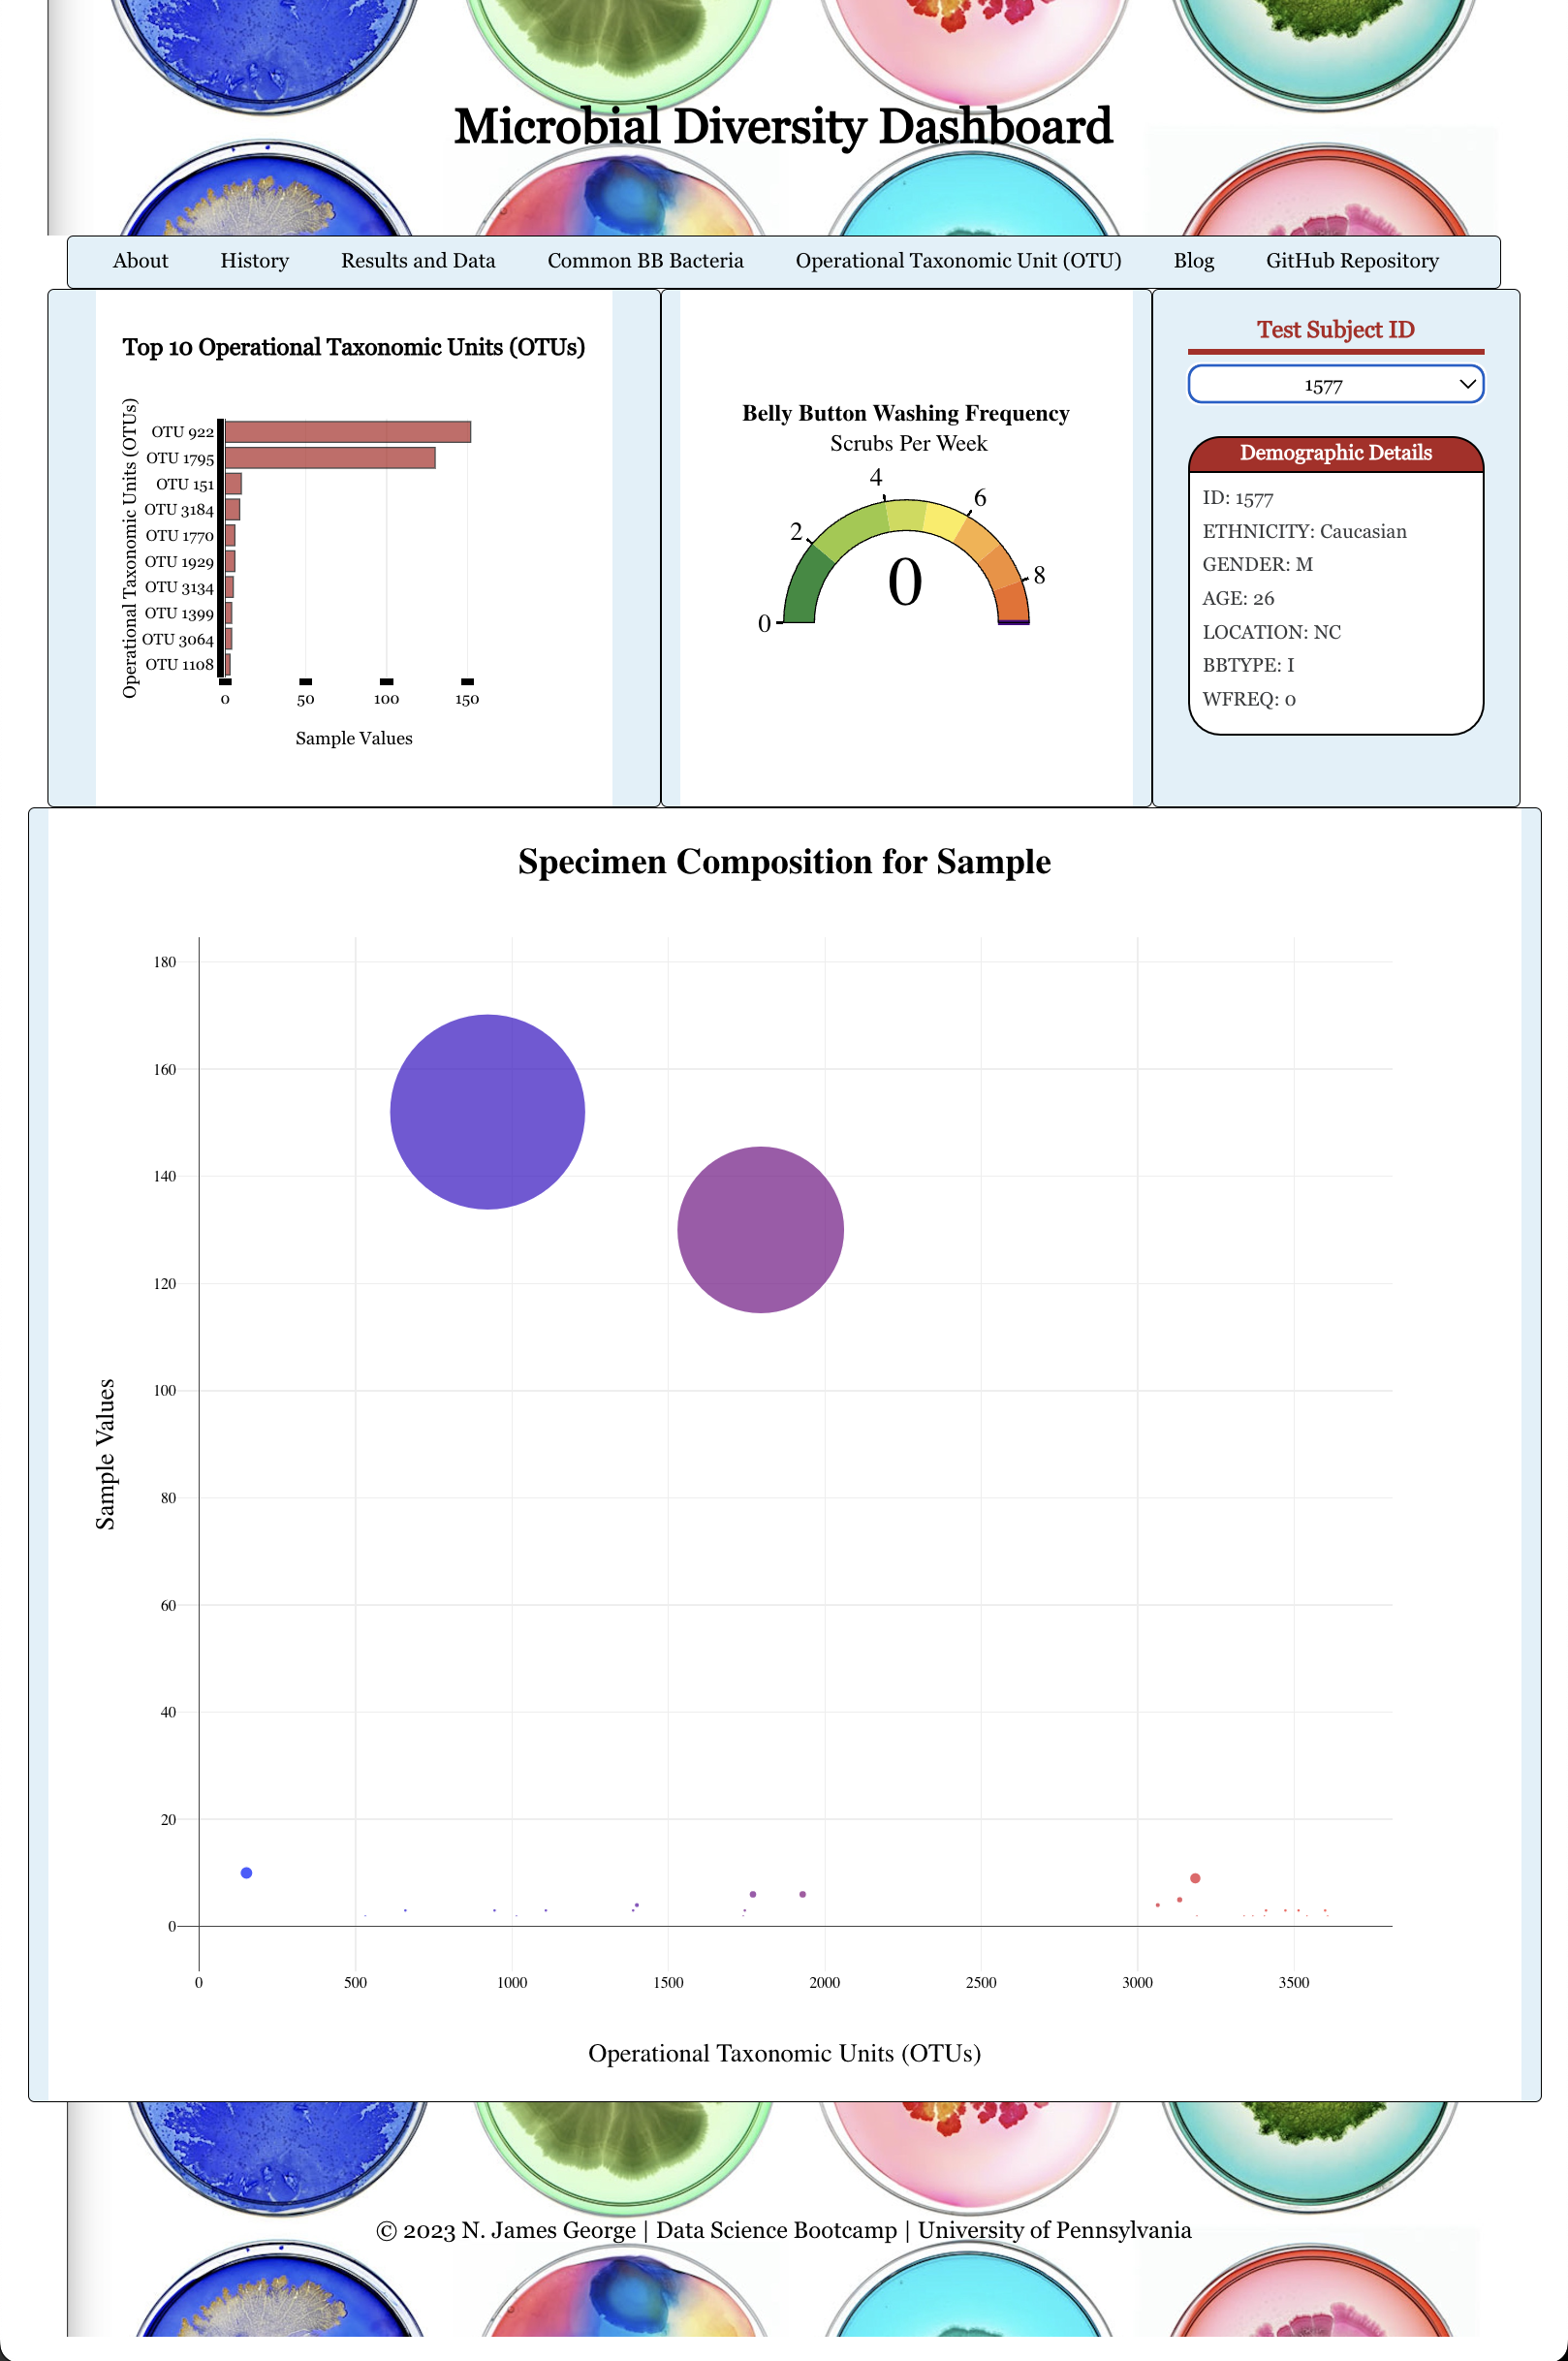 Microbial Diversity Dashboard
About History Results and Data Common BB Bacteria Operational Taxonomic Unit (OTU) Blog GitHub Repository
Top 10 Operational Taxonomic Units (OTUs)
Operational Taxonomic Units (OTUs)
OTU 922
OTU 1795
OTU 151
OTU 3184
OTU 1770
OTU 1929
OTU 3134
OTU 1399
OTU 3064
OTU 1108
0 50 100 150
Sample Values
Belly Button Washing Frequency
Scrubs Per Week
0
2
4
6
8
0
Test Subject ID
1577
Demographic Details
ID: 1577
ETHNICITY: Caucasian
GENDER: M
AGE: 26
LOCATION: NC
BBTYPE: I
WFREQ: 0
Specimen Composition for Sample
Sample Values
180
160
140
120
100
80
60
40
20
0
0 500 1000 1500 2000 2500 3000 3500
Operational Taxonomic Units (OTUs)
© 2023 N. James George | Data Science Bootcamp | University of Pennsylvania